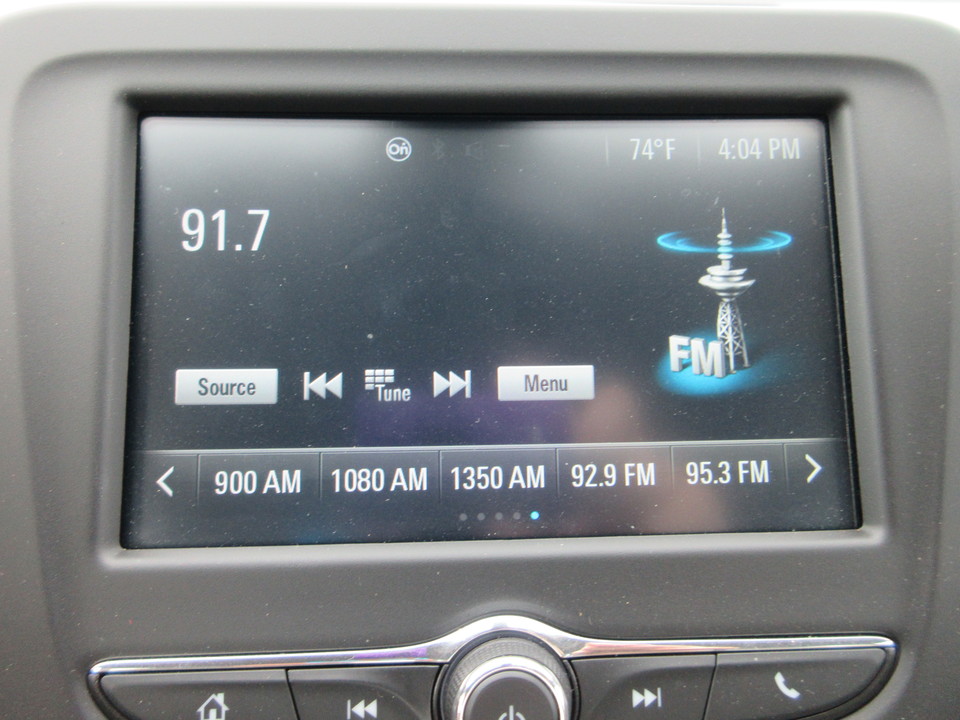 On 74°F 4:04 PM
91.7
FM
Source Tune Menu
900 AM 1080 AM 1350 AM 92.9 FM 95.3 FM